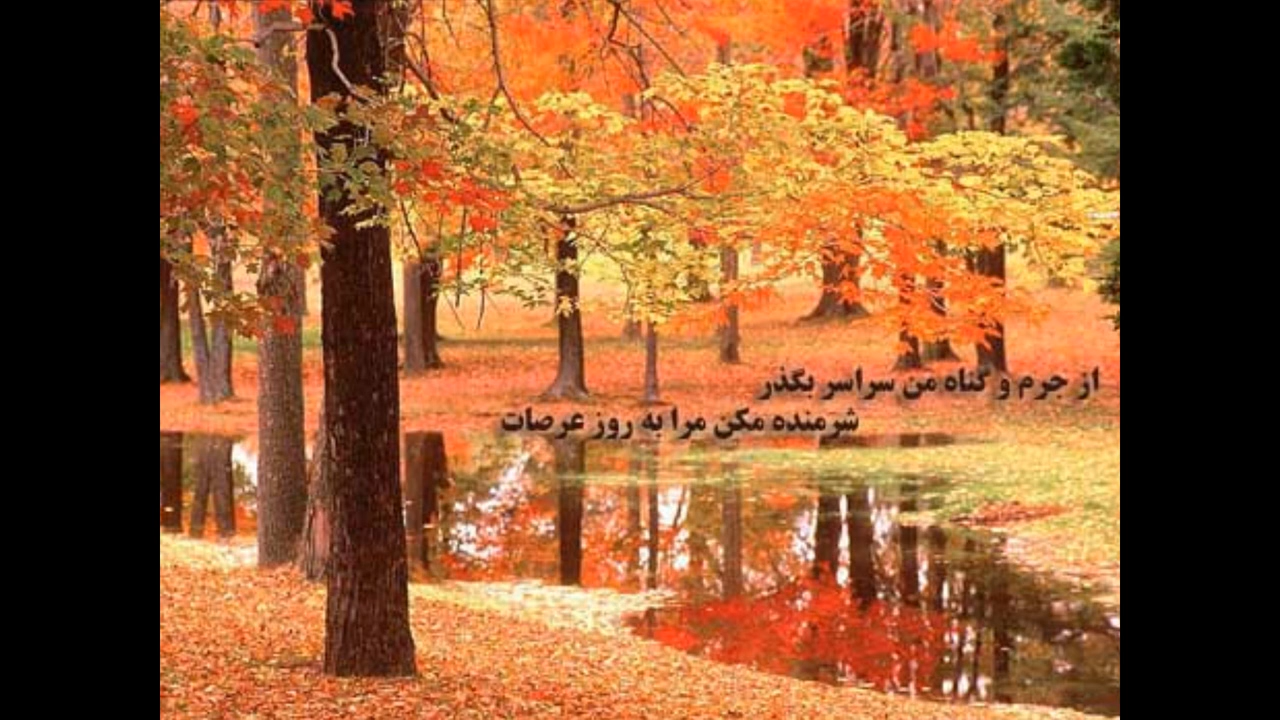 از جرم و گناه من سراسر بگذر
شرمنده مکن مرا به روز عرصات